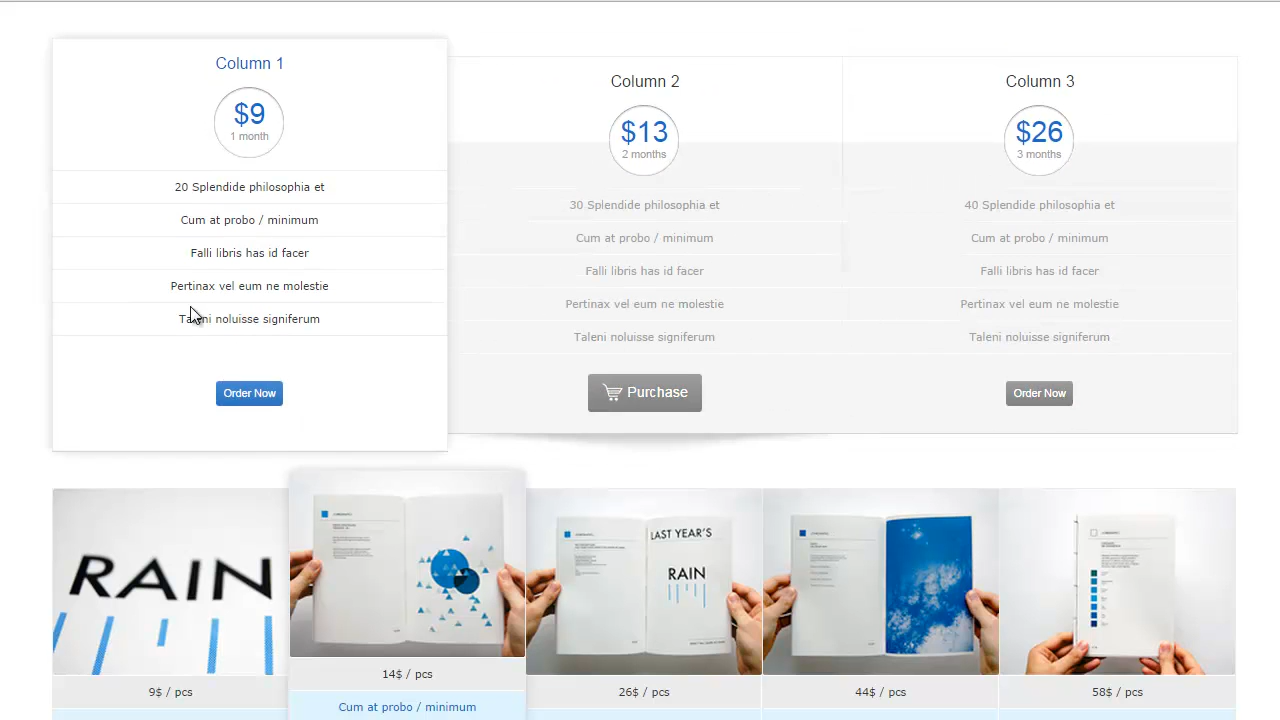 Column 1
$9
1 month
20 Splendide philosophia et
Cum at probo / minimum
Falli libris has id facer
Pertinax vel eum ne molestie
Taleni noluisse signiferum
Order Now
Column 2
$13
2 months
30 Splendide philosophia et
Cum at probo / minimum
Falli libris has id facer
Pertinax vel eum ne molestie
Taleni noluisse signiferum
Purchase
Column 3
$26
3 months
40 Splendide philosophia et
Cum at probo / minimum
Falli libris has id facer
Pertinax vel eum ne molestie
Taleni noluisse signiferum
Order Now
RAIN
9$ / pcs
14$ / pcs
Cum at probo / minimum
LAST YEAR'S
RAIN
26$ / pcs
44$ / pcs
58$ / pcs